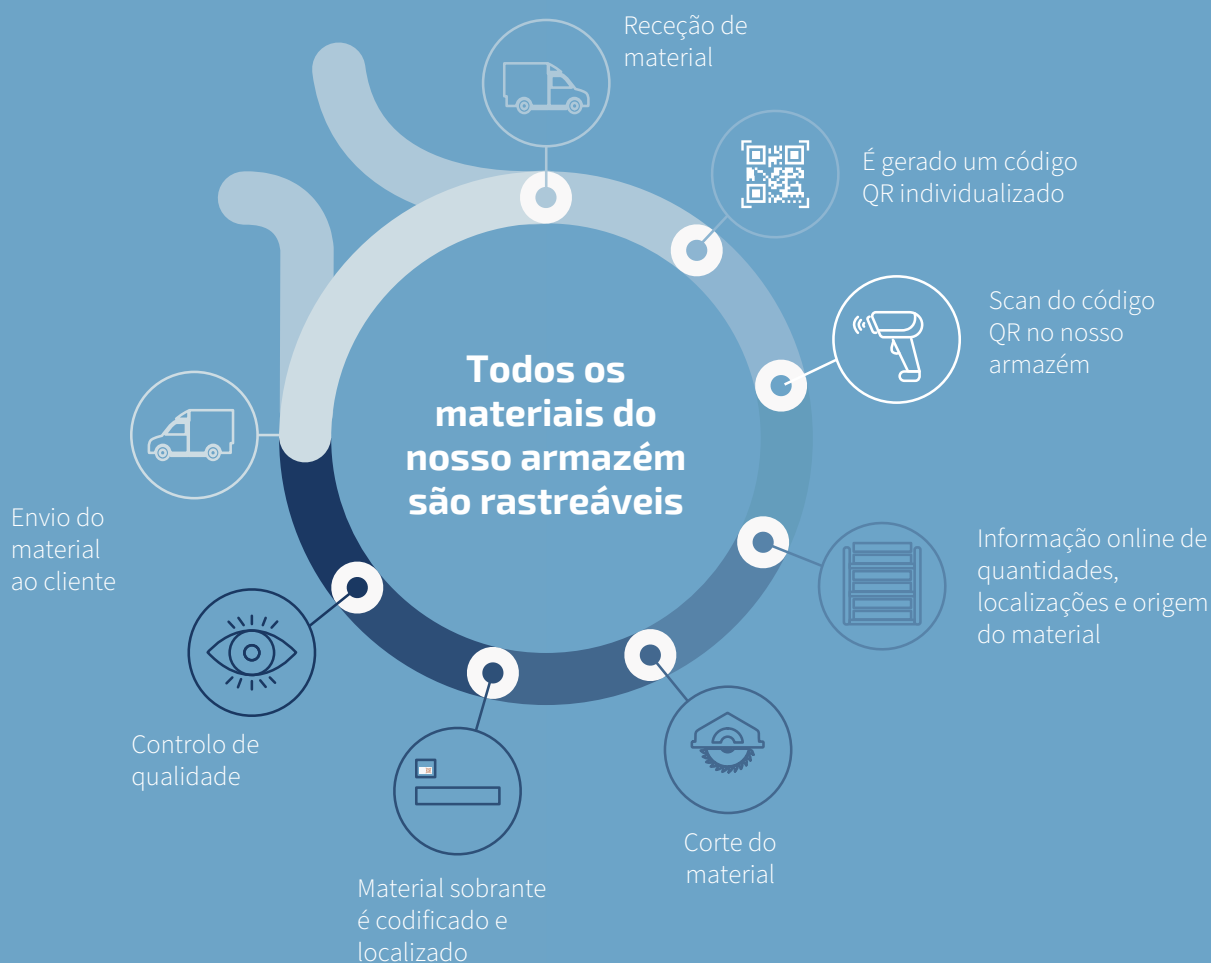 Receção de
material
É gerado um código
QR individualizado
Scan do código
QR no nosso
armazém
Todos os
materiais do
nosso armazém
são rastreáveis
Informação online de
quantidades,
localizações e origem
do material
Corte do
material
Material sobrante
é codificado e
localizado
Controlo de
qualidade
Envio do
material
ao cliente